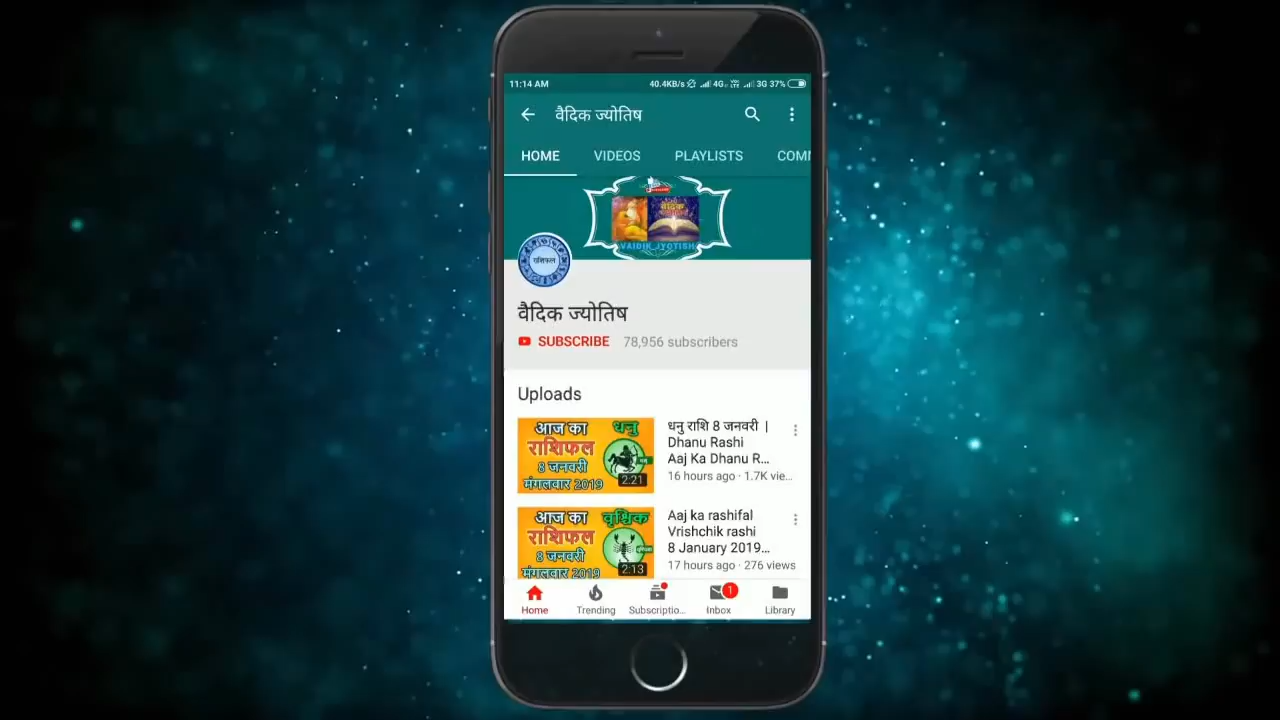 11:14 AM 40.4KB/s 4G 3G 37%
वैदिक ज्योतिष
HOME VIDEOS PLAYLISTS COMM
वैदिक
VAIDIK JYOTISH
राशिफल
वैदिक ज्योतिष
SUBSCRIBE 78,956 subscribers
Uploads
आज का धनु
राशिफल
8 जनवरी
मंगलवार 2019
2:21
धनु राशि 8 जनवरी |
Dhanu Rashi
Aaj Ka Dhanu R...
16 hours ago · 1.7K vie...
आज का वृश्चिक
राशिफल
8 जनवरी
मंगलवार 2019
2:13
Aaj ka rashifal
Vrishchik rashi
8 January 2019...
17 hours ago · 276 views
1
Home Trending Subscriptio... Inbox Library